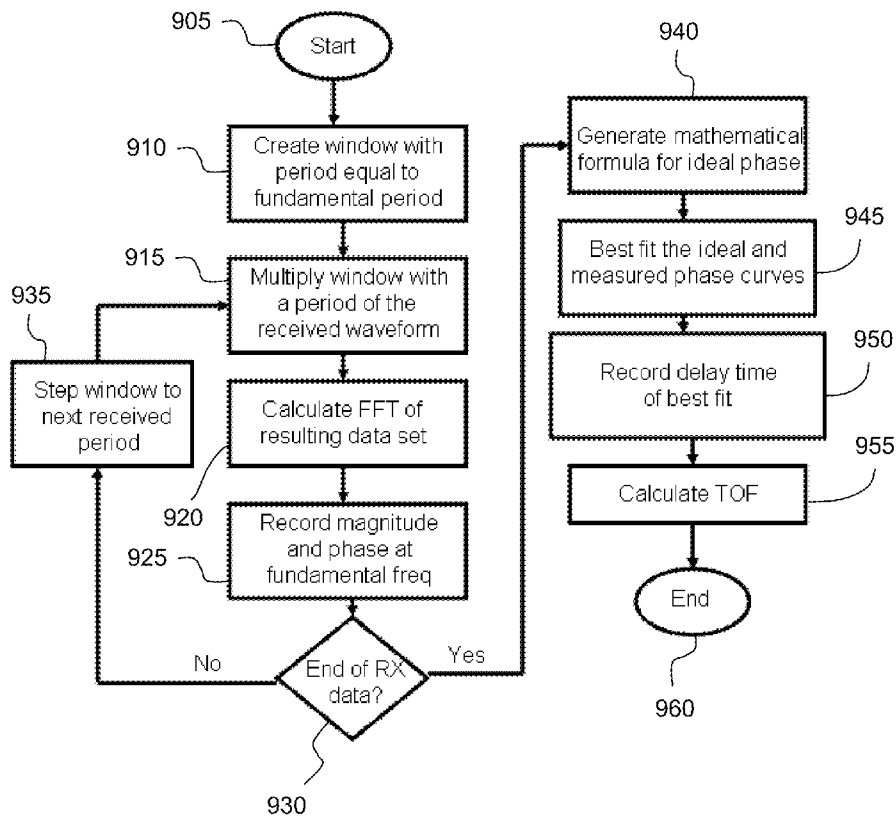 905
Start
910
Create window with
period equal to
fundamental period
915
Multiply window with
a period of the
received waveform
935
Step window to
next received
period
Calculate FFT of
resulting data set
920
Record magnitude
and phase at
fundamental freq
925
No
End of RX
data?
Yes
930
940
Generate mathematical
formula for ideal phase
945
Best fit the ideal and
measured phase curves
950
Record delay time
of best fit
955
Calculate TOF
End
960